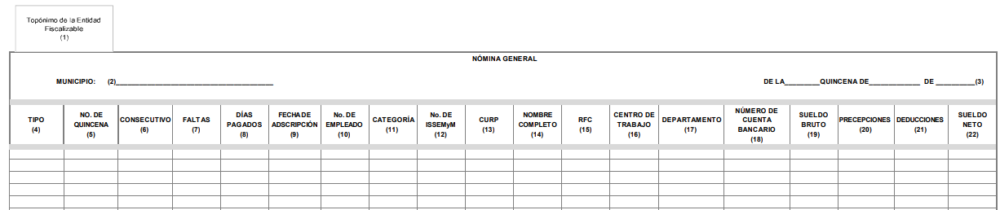 Topónimo de la Entidad
Fiscalizable
(1)
NÓMINA GENERAL
MUNICIPIO: (2)________________________________________
DE LA_________QUINCENA DE_____________ DE __________(3)
TIPO
(4)
NO. DE
QUINCENA
(5)
CONSECUTIVO
(6)
FALTAS
(7)
DÍAS
PAGADOS
(8)
FECHA DE
ADSCRIPCIÓN
(9)
No. DE
EMPLEADO
(10)
CATEGORÍA
(11)
No. DE
ISSEMyM
(12)
CURP
(13)
NOMBRE
COMPLETO
(14)
RFC
(15)
CENTRO DE
TRABAJO
(16)
DEPARTAMENTO
(17)
NÚMERO DE
CUENTA
BANCARIO
(18)
SUELDO
BRUTO
(19)
PRECEPCIONES
(20)
DEDUCCIONES
(21)
SUELDO
NETO
(22)